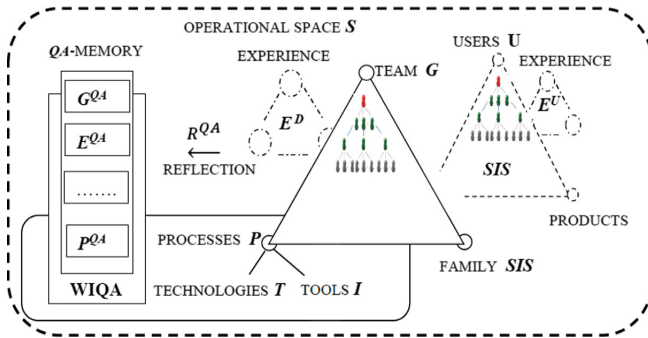 OPERATIONAL SPACE S
QA-MEMORY
EXPERIENCE
TEAM G
USERS U
EXPERIENCE
G^QA
E^QA
.......
P^QA
WIQA
R^QA
REFLECTION
E^D
E^U
SIS
PRODUCTS
PROCESSES P
FAMILY SIS
TECHNOLOGIES T
TOOLS I